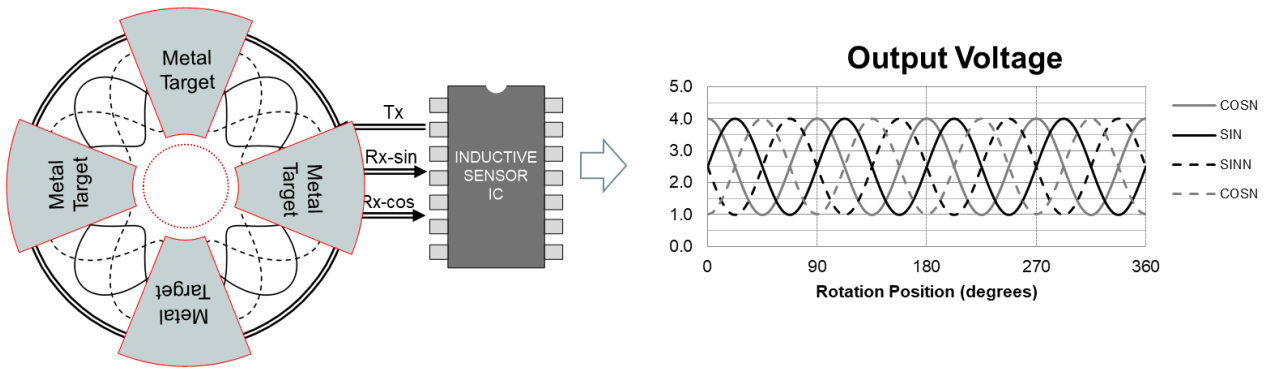 Metal
Target
Metal
Target
Metal
Target
Metal
Target
Tx
Rx-sin
Rx-cos
INDUCTIVE
SENSOR
IC
Output Voltage
5.0
4.0
3.0
2.0
1.0
0.0
0
90
180
270
360
Rotation Position (degrees)
COSN
SIN
SINN
COSN